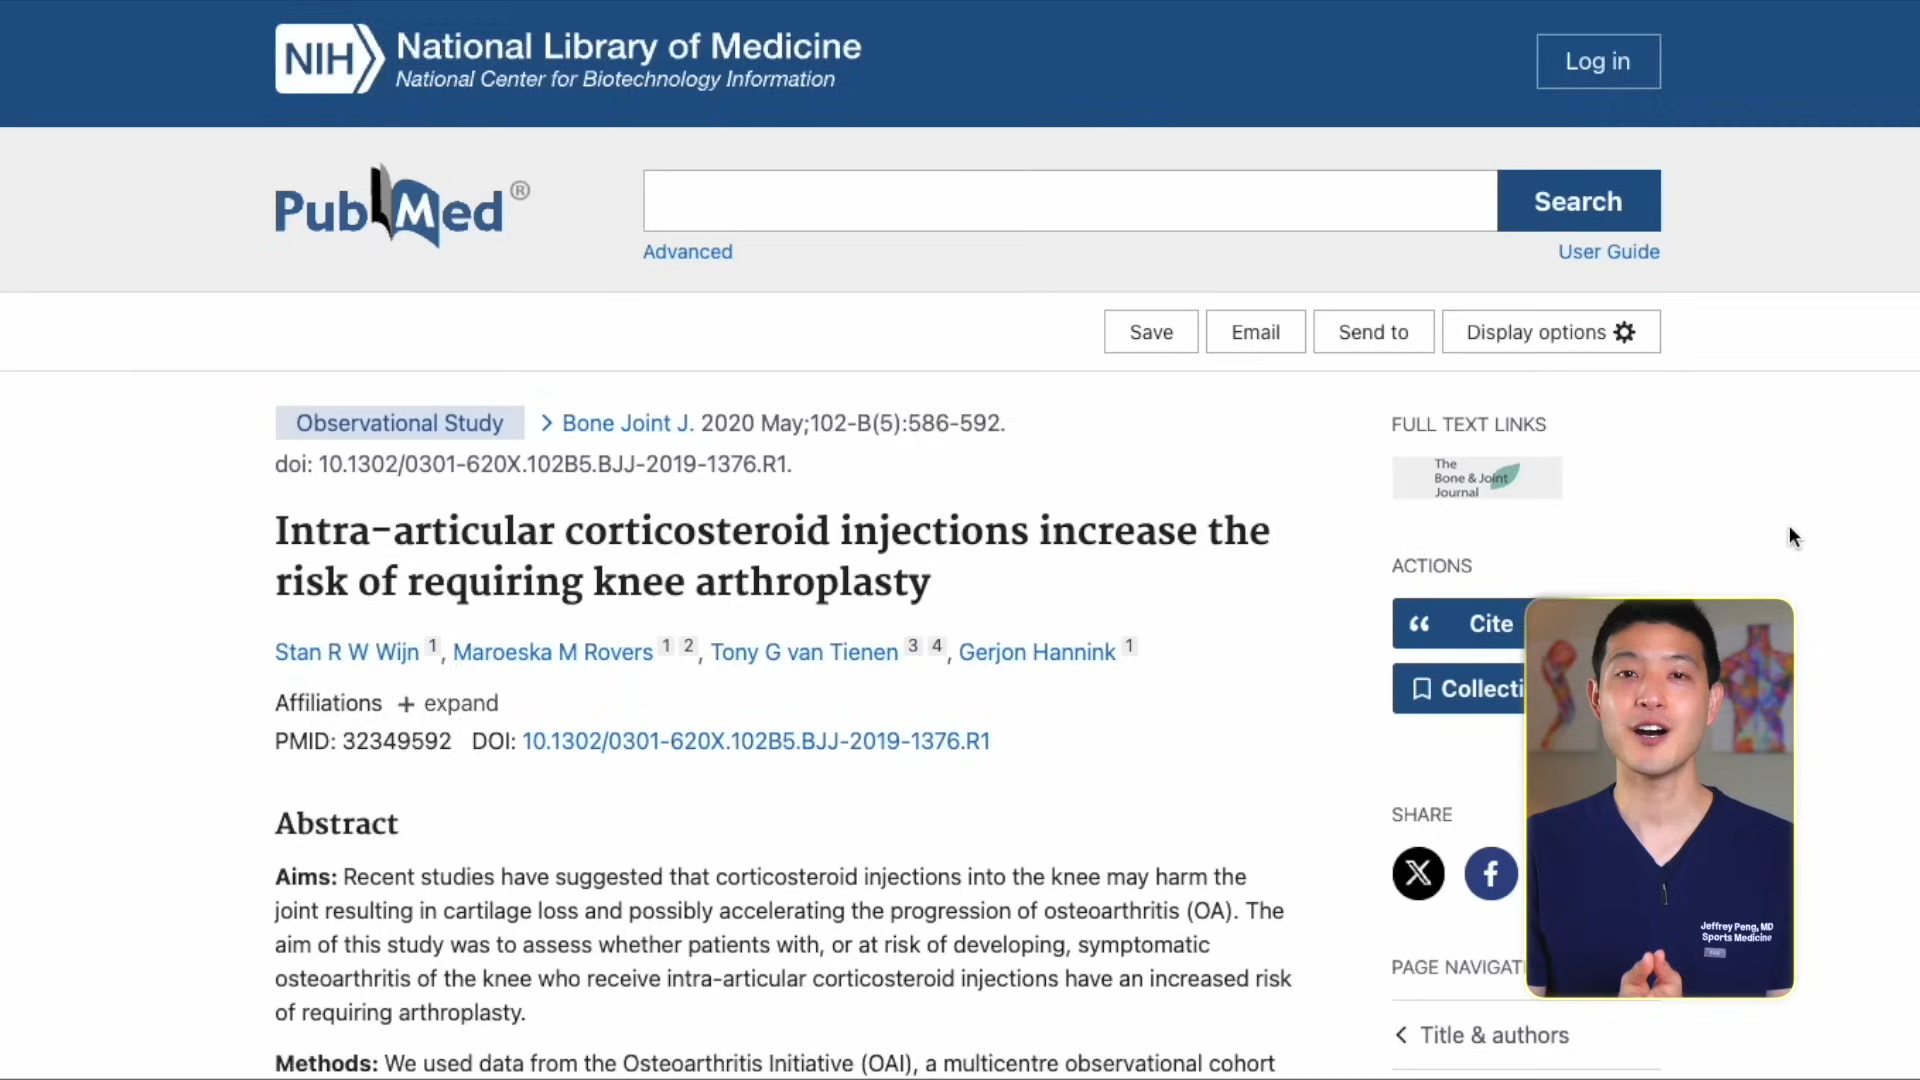 NIH National Library of Medicine
National Center for Biotechnology Information
Log in
PubMed®
Search
Advanced
User Guide
Save
Email
Send to
Display options
Observational Study
Bone Joint J. 2020 May;102-B(5):586-592.
doi: 10.1302/0301-620X.102B5.BJJ-2019-1376.R1.
Intra-articular corticosteroid injections increase the
risk of requiring knee arthroplasty
Stan R W Wijn 1, Maroeska M Rovers 1 2, Tony G van Tienen 3 4, Gerjon Hannink 1
Affiliations + expand
PMID: 32349592 DOI: 10.1302/0301-620X.102B5.BJJ-2019-1376.R1
Abstract
Aims: Recent studies have suggested that corticosteroid injections into the knee may harm the
joint resulting in cartilage loss and possibly accelerating the progression of osteoarthritis (OA). The
aim of this study was to assess whether patients with, or at risk of developing, symptomatic
osteoarthritis of the knee who receive intra-articular corticosteroid injections have an increased risk
of requiring arthroplasty.
Methods: We used data from the Osteoarthritis Initiative (OAI), a multicentre observational cohort
FULL TEXT LINKS
The
Bone & Joint
Journal
ACTIONS
Cite
Collecti
SHARE
X
f
PAGE NAVIGAT
Title & authors
Jeffrey Peng, MD
Sports Medicine